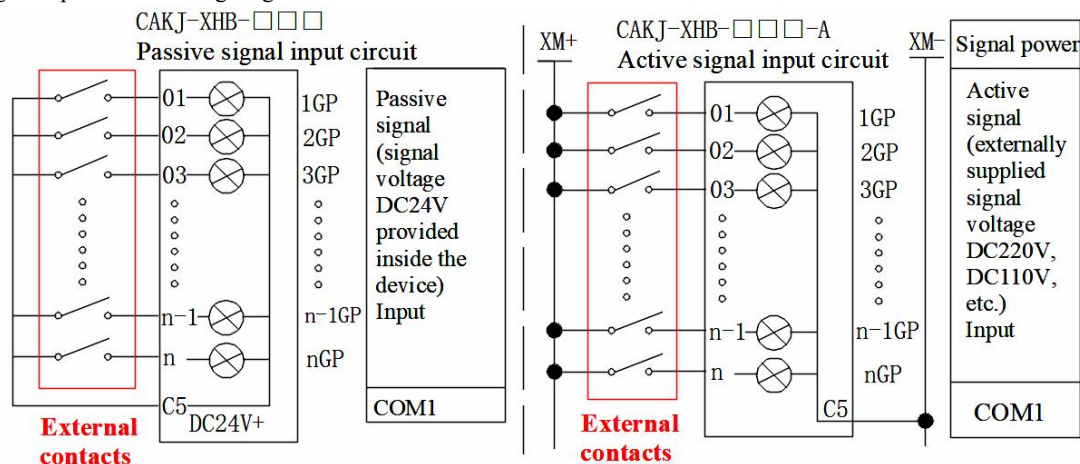 CAKJ-XHB-□□□
Passive signal input circuit
01
1GP
02
2GP
03
3GP
n-1
n-1GP
n
nGP
C5
DC24V+
External
contacts
Passive
signal
(signal
voltage
DC24V
provided
inside the
device)
Input
COM1
XM+
CAKJ-XHB-□□□-A
Active signal input circuit
XM-
01
1GP
02
2GP
03
3GP
n-1
n-1GP
n
nGP
C5
External
contacts
Signal power
Active
signal
(externally
supplied
signal
voltage
DC220V,
DC110V,
etc.)
Input
COM1